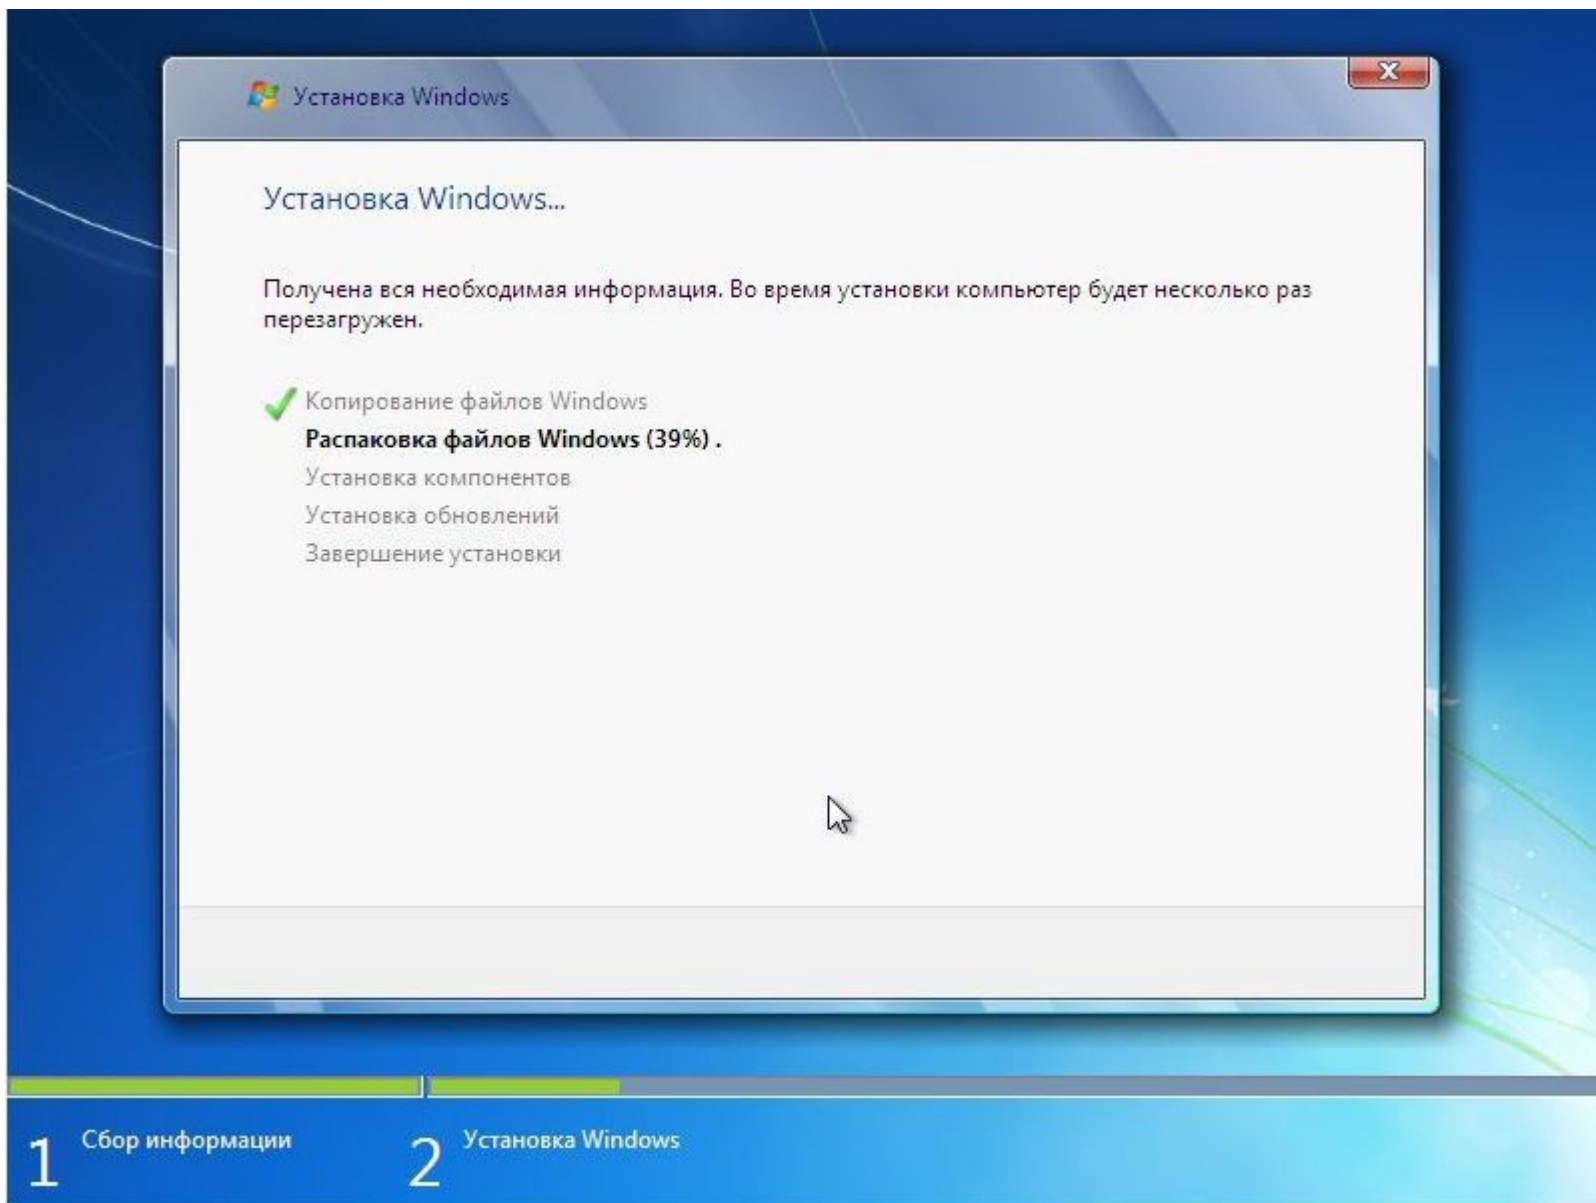 Установка Windows
Установка Windows...
Получена вся необходимая информация. Во время установки компьютер будет несколько раз
перезагружен.
Копирование файлов Windows
Распаковка файлов Windows (39%) .
Установка компонентов
Установка обновлений
Завершение установки
1 Сбор информации 2 Установка Windows